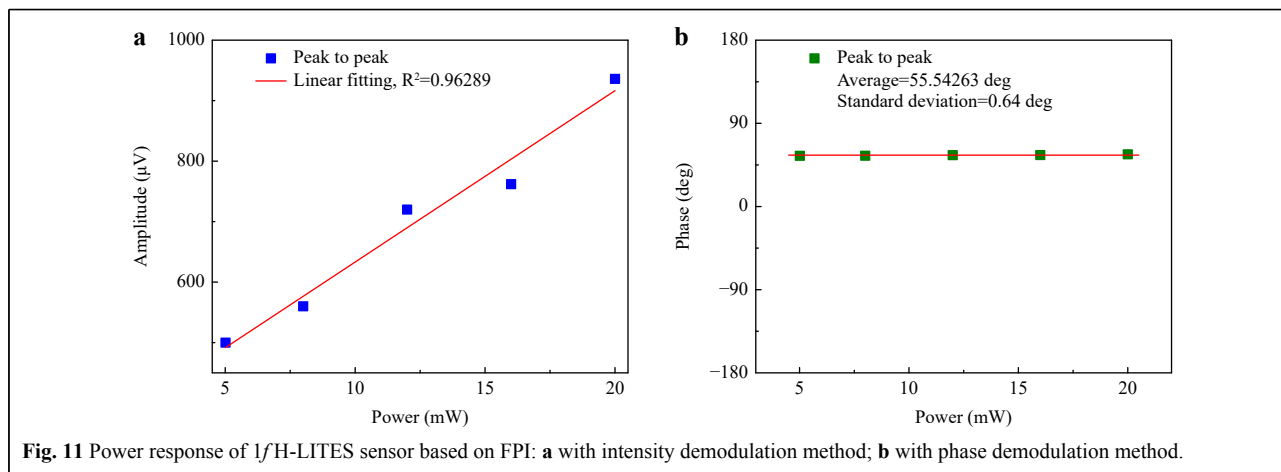 a
1000
800
600
Amplitude (µV)
Peak to peak
Linear fitting, R²=0.96289
5
10
15
20
Power (mW)
b
180
90
0
−90
−180
Phase (deg)
Peak to peak
Average=55.54263 deg
Standard deviation=0.64 deg
5
10
15
20
Power (mW)
Fig. 11 Power response of 1f H-LITES sensor based on FPI: a with intensity demodulation method; b with phase demodulation method.